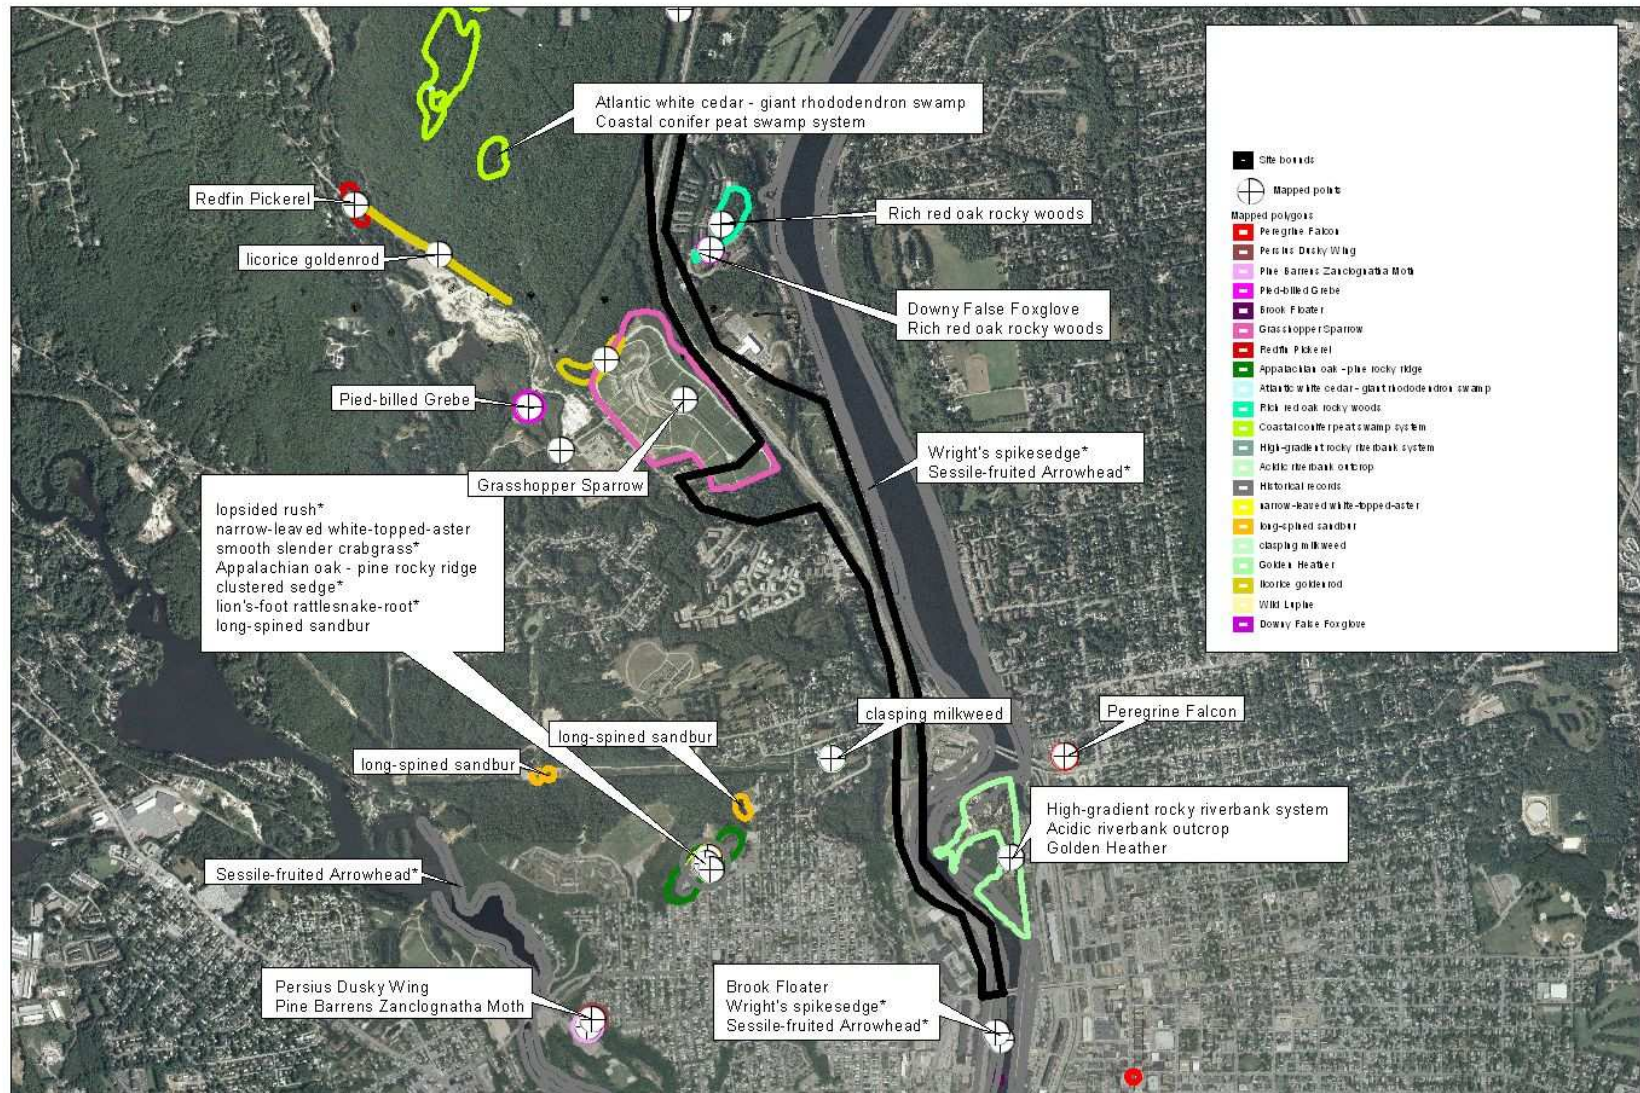 Atlantic white cedar - giant rhododendron swamp
Coastal conifer peat swamp system
Redfin Pickerel
Rich red oak rocky woods
licorice goldenrod
Downy False Foxglove
Rich red oak rocky woods
Pied-billed Grebe
Wright's spikesedge*
Sessile-fruited Arrowhead*
Grasshopper Sparrow
lopsided rush*
narrow-leaved white-topped-aster
smooth slender crabgrass*
Appalachian oak - pine rocky ridge
clustered sedge*
lion's-foot rattlesnake-root*
long-spined sandbur
clasping milkweed
Peregrine Falcon
long-spined sandbur
long-spined sandbur
High-gradient rocky riverbank system
Acidic riverbank outcrop
Golden Heather
Sessile-fruited Arrowhead*
Persius Dusky Wing
Pine Barrens Zanclognatha Moth
Brook Floater
Wright's spikesedge*
Sessile-fruited Arrowhead*
Site bounds
Mapped points
Mapped polygons
Peregrine Falcon
Persius Dusky Wing
Pine Barrens Zanclognatha Moth
Pied-billed Grebe
Brook Floater
Grasshopper Sparrow
Redfin Pickerel
Appalachian oak - pine rocky ridge
Atlantic white cedar - giant rhododendron swamp
Rich red oak rocky woods
Coastal conifer peat swamp system
High-gradient rocky riverbank system
Acidic riverbank outcrop
Historical records
narrow-leaved white-topped-aster
long-spined sandbur
clasping milkweed
Golden Heather
licorice goldenrod
Wild Lupine
Downy False Foxglove